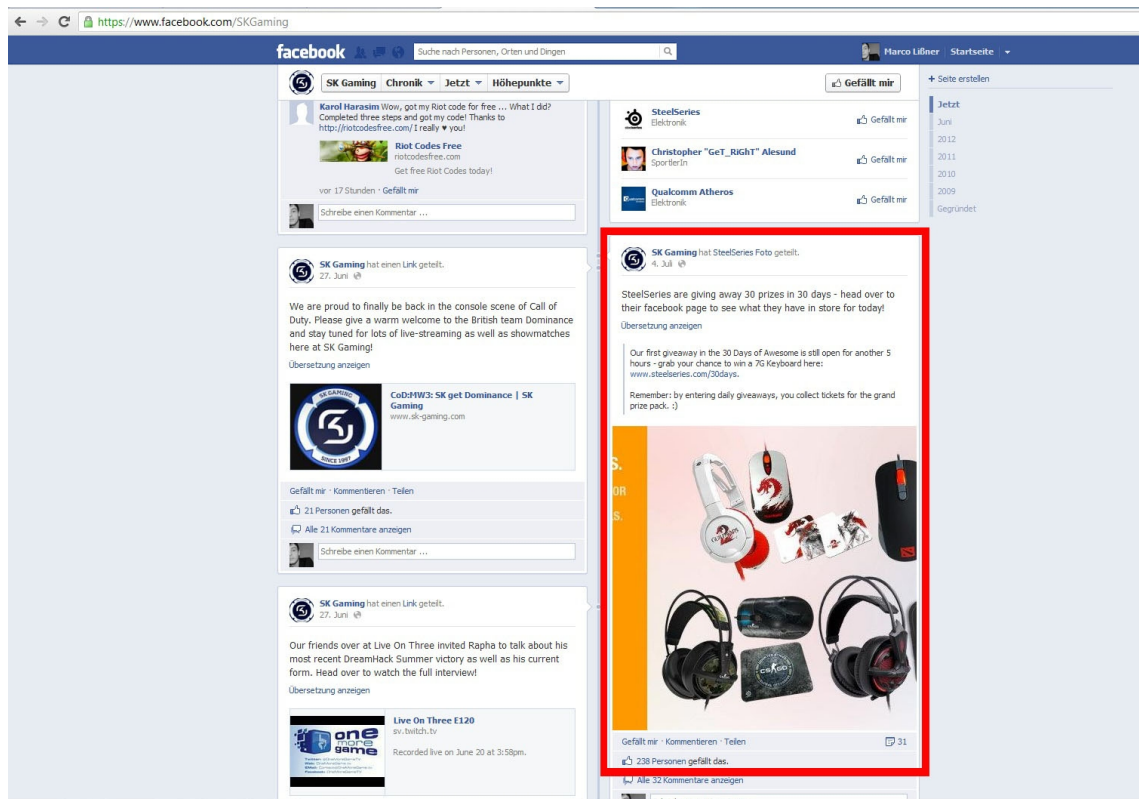 https://www.facebook.com/SKGaming
facebook
Suche nach Personen, Orten und Dingen
Marco Lißner Startseite
SK Gaming Chronik Jetzt Höhepunkte
Gefällt mir
+ Seite erstellen
Jetzt
Juni
2012
2011
2010
2009
Gegründet
Karol Harasim Wow, got my Riot code for free ... What I did?
Completed three steps and got my code! Thanks to
http://riotcodesfree.com/ I really ♥ you!
Riot Codes Free
riotcodesfree.com
Get free Riot Codes today!
vor 17 Stunden · Gefällt mir
Schreibe einen Kommentar ...
SK Gaming hat einen Link geteilt.
27. Juni
We are proud to finally be back in the console scene of Call of
Duty. Please give a warm welcome to the British team Dominance
and stay tuned for lots of live-streaming as well as showmatches
here at SK Gaming!
Übersetzung anzeigen
SK GAMING
SINCE 1997
CoD:MW3: SK get Dominance | SK
Gaming
www.sk-gaming.com
Gefällt mir · Kommentieren · Teilen
21 Personen gefällt das.
Alle 21 Kommentare anzeigen
Schreibe einen Kommentar ...
SK Gaming hat einen Link geteilt.
27. Juni
Our friends over at Live On Three invited Rapha to talk about his
most recent DreamHack Summer victory as well as his current
form. Head over to watch the full interview!
Übersetzung anzeigen
one
more
game
Live On Three E120
sv.twitch.tv
Recorded live on June 20 at 3:58pm.
SteelSeries
Elektronik
Gefällt mir
Christopher "GeT_RiGhT" Alesund
SportlerIn
Gefällt mir
Qualcomm Atheros
Elektronik
Gefällt mir
SK Gaming hat SteelSeries Foto geteilt.
4. Juli
SteelSeries are giving away 30 prizes in 30 days - head over to
their facebook page to see what they have in store for today!
Übersetzung anzeigen
Our first giveaway in the 30 Days of Awesome is still open for another 5
hours - grab your chance to win a 7G Keyboard here:
www.steelseries.com/30days.
Remember: by entering daily giveaways, you collect tickets for the grand
prize pack. :)
S.
OR
S.
CS:GO
Gefällt mir · Kommentieren · Teilen
31
238 Personen gefällt das.
Alle 32 Kommentare anzeigen